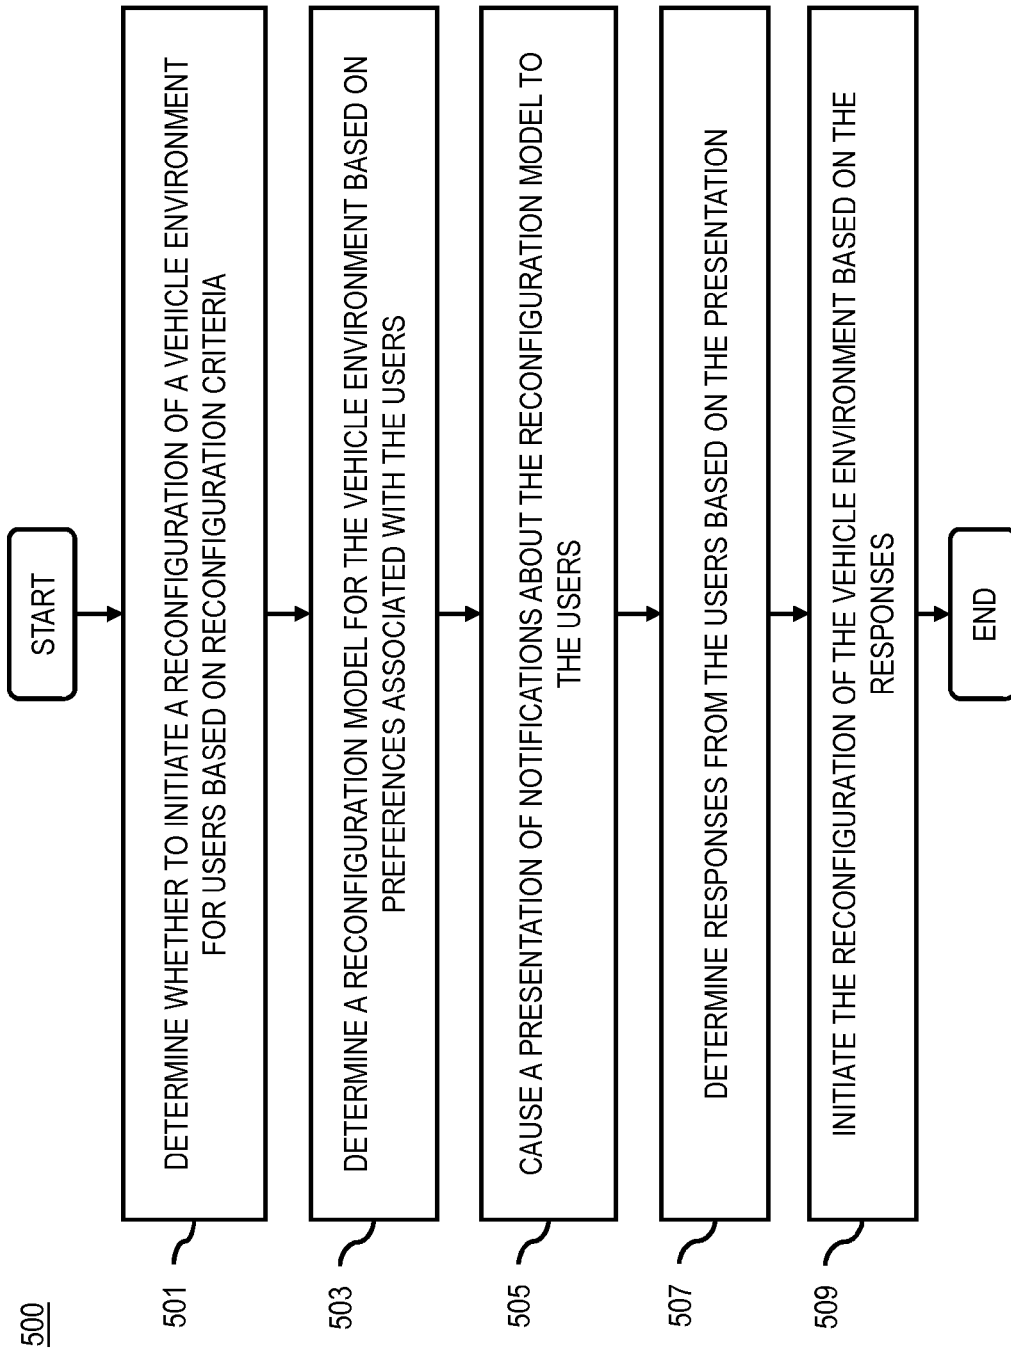 500
START
501
DETERMINE WHETHER TO INITIATE A RECONFIGURATION OF A VEHICLE ENVIRONMENT
FOR USERS BASED ON RECONFIGURATION CRITERIA
503
DETERMINE A RECONFIGURATION MODEL FOR THE VEHICLE ENVIRONMENT BASED ON
PREFERENCES ASSOCIATED WITH THE USERS
505
CAUSE A PRESENTATION OF NOTIFICATIONS ABOUT THE RECONFIGURATION MODEL TO
THE USERS
507
DETERMINE RESPONSES FROM THE USERS BASED ON THE PRESENTATION
509
INITIATE THE RECONFIGURATION OF THE VEHICLE ENVIRONMENT BASED ON THE
RESPONSES
END